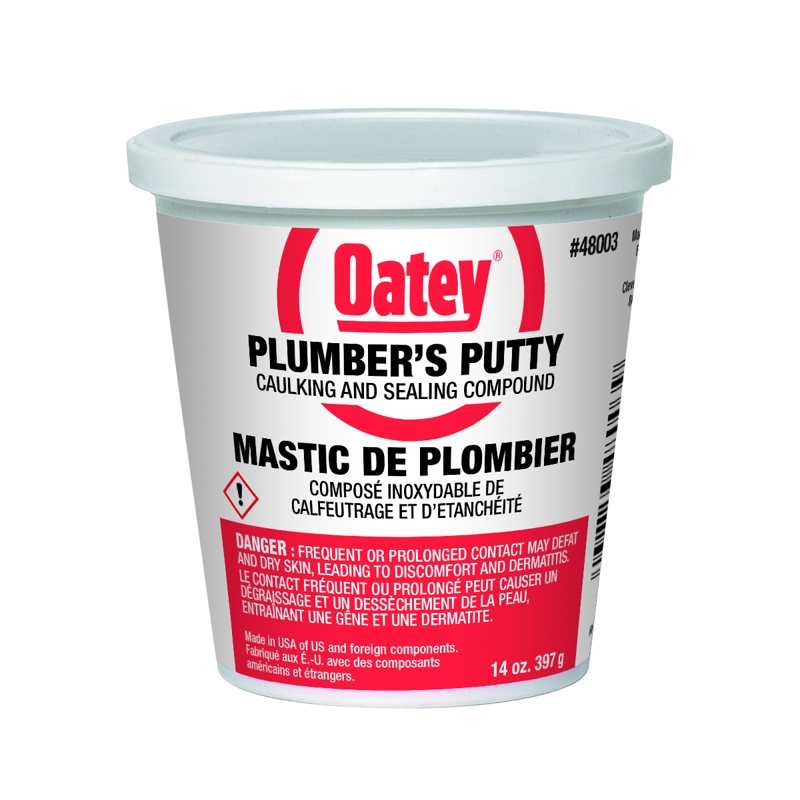 Oatey®
#48003
PLUMBER'S PUTTY
CAULKING AND SEALING COMPOUND
MASTIC DE PLOMBIER
COMPOSÉ INOXYDABLE DE
CALFEUTRAGE ET D'ETANCHÉITÉ
DANGER : FREQUENT OR PROLONGED CONTACT MAY DEFAT
AND DRY SKIN, LEADING TO DISCOMFORT AND DERMATITIS.
LE CONTACT FRÉQUENT OU PROLONGÉ PEUT CAUSER UN
DÉGRAISSAGE ET UN DESSÈCHEMENT DE LA PEAU,
ENTRAÎNANT UNE GÊNE ET UNE DERMATITE.
Made in USA of US and foreign components.
Fabriqué aux É.-U. avec des composants
américains et étrangers.
14 oz. 397g